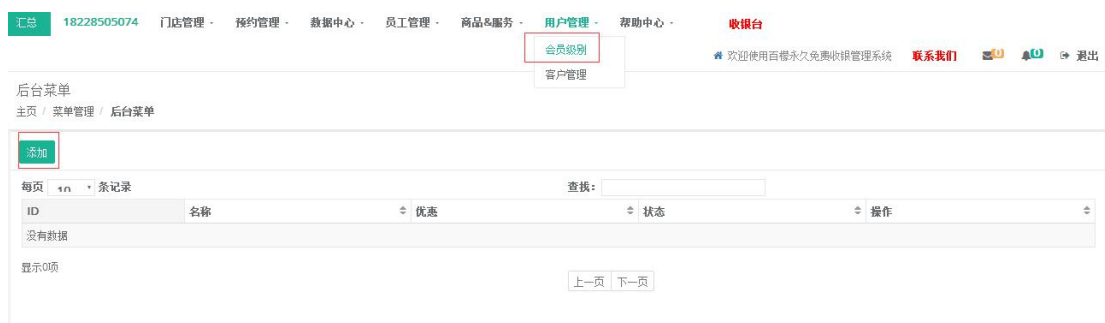 汇总 18228505074 门店管理 预约管理 数据中心 员工管理 商品&服务 用户管理 帮助中心 收银台
会员级别
客户管理
欢迎使用百樱永久免费收银管理系统 联系我们 0 0 退出
后台菜单
主页 / 菜单管理 / 后台菜单
添加
每页 10 条记录 查找:
ID 名称 优惠 状态 操作
没有数据
显示0项
上一页 下一页